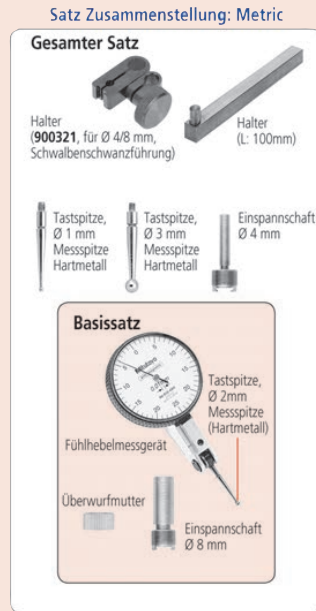 Satz Zusammenstellung: Metric
Gesamter Satz
Halter
(900321, für Ø 4/8 mm,
Schwalbenschwanzführung)
Halter
(L: 100mm)
Tastspitze,
Ø 1 mm
Messspitze
Hartmetall
Tastspitze,
Ø 3 mm
Messspitze
Hartmetall
Einspannschaft
Ø 4 mm
Basissatz
Tastspitze,
Ø 2mm
Messspitze
(Hartmetall)
Fühlhebelmessgerät
Überwurfmutter
Einspannschaft
Ø 8 mm